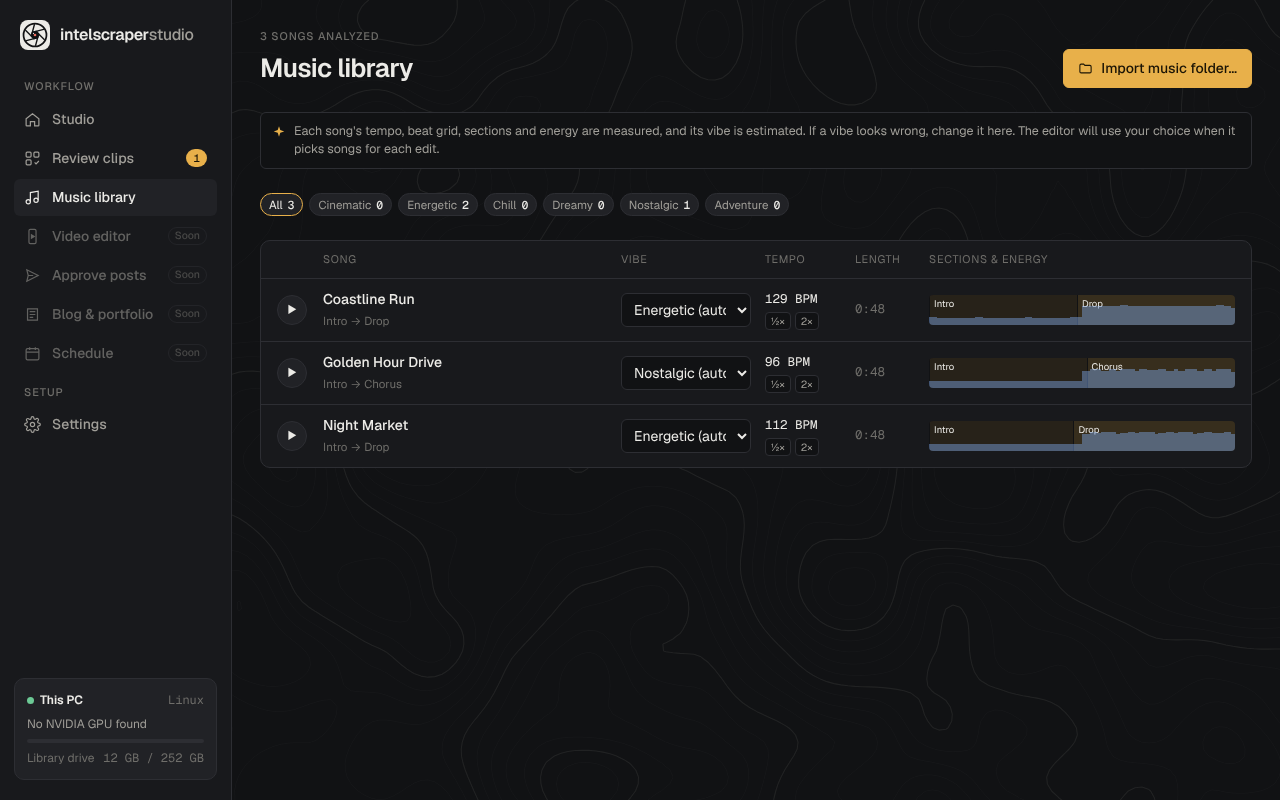 intelscraperstudio
WORKFLOW
Studio
Review clips 1
Music library
Video editor Soon
Approve posts Soon
Blog & portfolio Soon
Schedule Soon
SETUP
Settings
This PC Linux
No NVIDIA GPU found
Library drive 12 GB / 252 GB
3 SONGS ANALYZED
Music library
Import music folder…
Each song's tempo, beat grid, sections and energy are measured, and its vibe is estimated. If a vibe looks wrong, change it here. The editor will use your choice when it
picks songs for each edit.
All 3 Cinematic 0 Energetic 2 Chill 0 Dreamy 0 Nostalgic 1 Adventure 0
SONG VIBE TEMPO LENGTH SECTIONS & ENERGY
Coastline Run
Intro → Drop
Energetic (autc
129 BPM
½× 2×
0:48
Intro Drop
Golden Hour Drive
Intro → Chorus
Nostalgic (autc
96 BPM
½× 2×
0:48
Intro Chorus
Night Market
Intro → Drop
Energetic (autc
112 BPM
½× 2×
0:48
Intro Drop